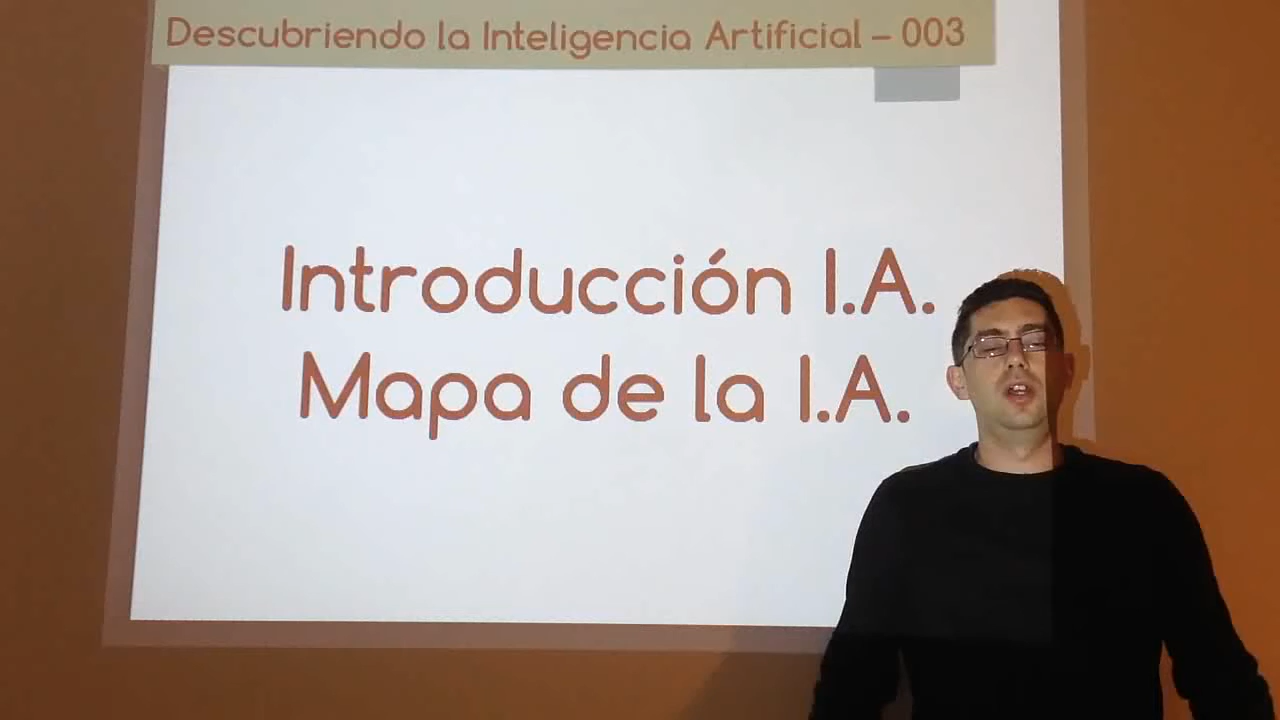 Descubriendo la Inteligencia Artificial – 003
Introducción I.A.
Mapa de la I.A.